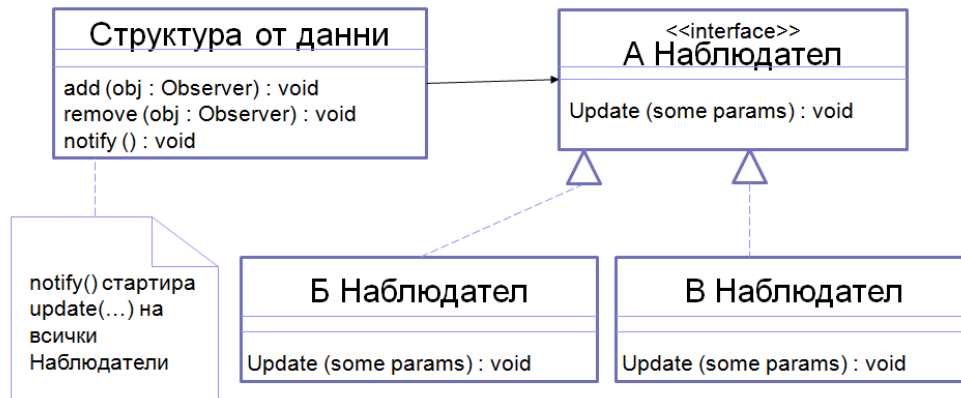 Структура от данни
add (obj : Observer) : void
remove (obj : Observer) : void
notify () : void
<<interface>>
А Наблюдател
Update (some params) : void
notify() стартира
update(…) на
всички
Наблюдатели
Б Наблюдател
Update (some params) : void
В Наблюдател
Update (some params) : void